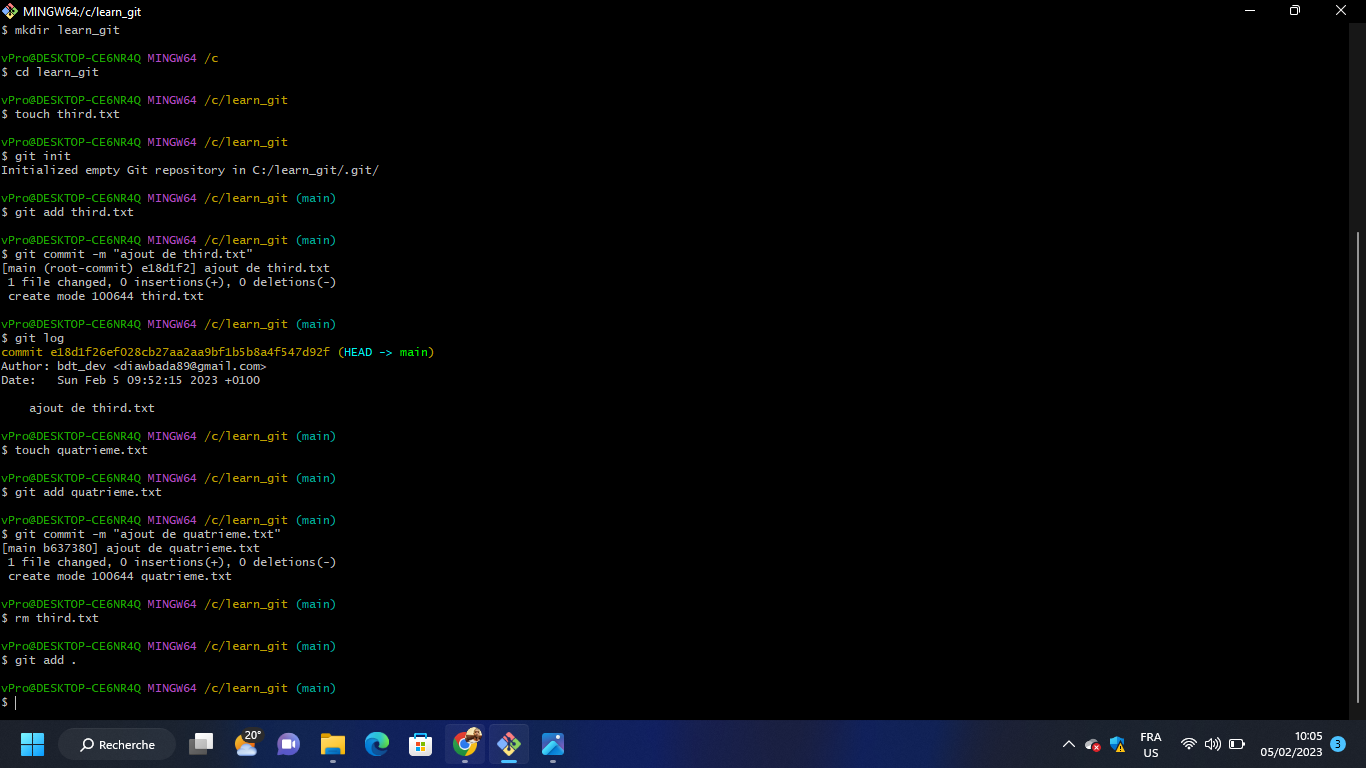 MINGW64:/c/learn_git
$ mkdir learn_git
vPro@DESKTOP-CE6NR4Q MINGW64 /c
$ cd learn_git
vPro@DESKTOP-CE6NR4Q MINGW64 /c/learn_git
$ touch third.txt
vPro@DESKTOP-CE6NR4Q MINGW64 /c/learn_git
$ git init
Initialized empty Git repository in C:/learn_git/.git/
vPro@DESKTOP-CE6NR4Q MINGW64 /c/learn_git (main)
$ git add third.txt
vPro@DESKTOP-CE6NR4Q MINGW64 /c/learn_git (main)
$ git commit -m "ajout de third.txt"
[main (root-commit) e18d1f2] ajout de third.txt
1 file changed, 0 insertions(+), 0 deletions(-)
create mode 100644 third.txt
vPro@DESKTOP-CE6NR4Q MINGW64 /c/learn_git (main)
$ git log
commit e18d1f26ef028cb27aa2aa9bf1b5b8a4f547d92f (HEAD -> main)
Author: bdt_dev <diawbada89@gmail.com>
Date:   Sun Feb 5 09:52:15 2023 +0100
ajout de third.txt
vPro@DESKTOP-CE6NR4Q MINGW64 /c/learn_git (main)
$ touch quatrieme.txt
vPro@DESKTOP-CE6NR4Q MINGW64 /c/learn_git (main)
$ git add quatrieme.txt
vPro@DESKTOP-CE6NR4Q MINGW64 /c/learn_git (main)
$ git commit -m "ajout de quatrieme.txt"
[main b637380] ajout de quatrieme.txt
1 file changed, 0 insertions(+), 0 deletions(-)
create mode 100644 quatrieme.txt
vPro@DESKTOP-CE6NR4Q MINGW64 /c/learn_git (main)
$ rm third.txt
vPro@DESKTOP-CE6NR4Q MINGW64 /c/learn_git (main)
$ git add .
vPro@DESKTOP-CE6NR4Q MINGW64 /c/learn_git (main)
$
Recherche
20°
FRA
US
10:05
05/02/2023
3